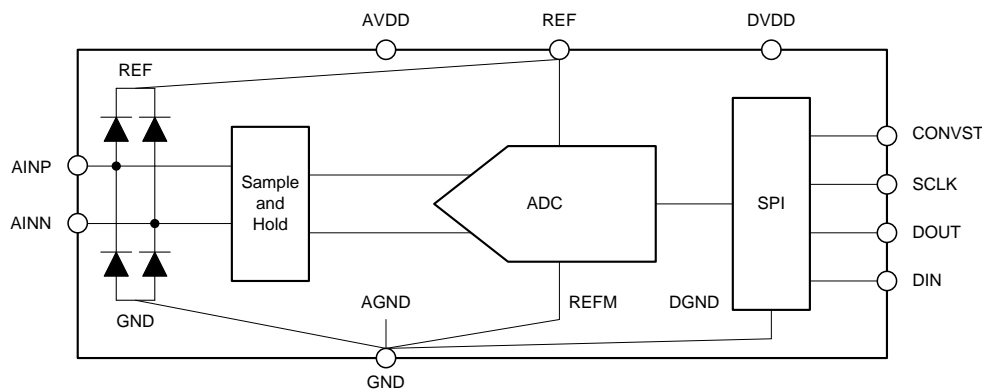 AVDD
REF
DVDD
REF
AINP
AINN
Sample
and
Hold
ADC
SPI
CONVST
SCLK
DOUT
DIN
GND
AGND
REFM
DGND
GND